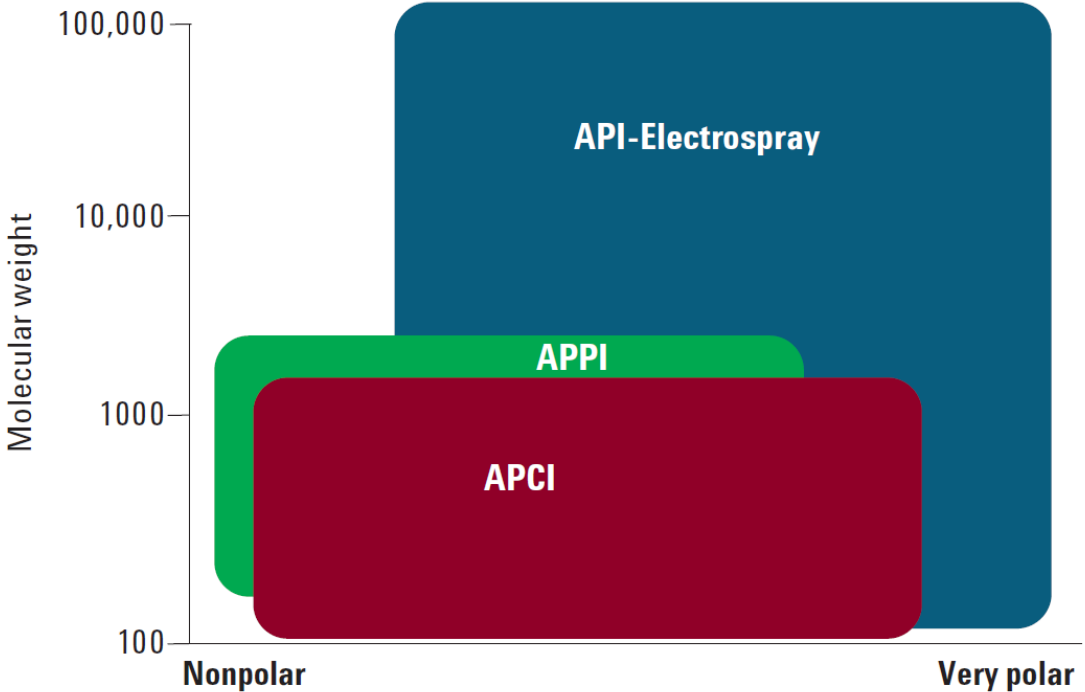 100,000
API-Electrospray
10,000
Molecular weight
APPI
1000
APCI
100
Nonpolar
Very polar